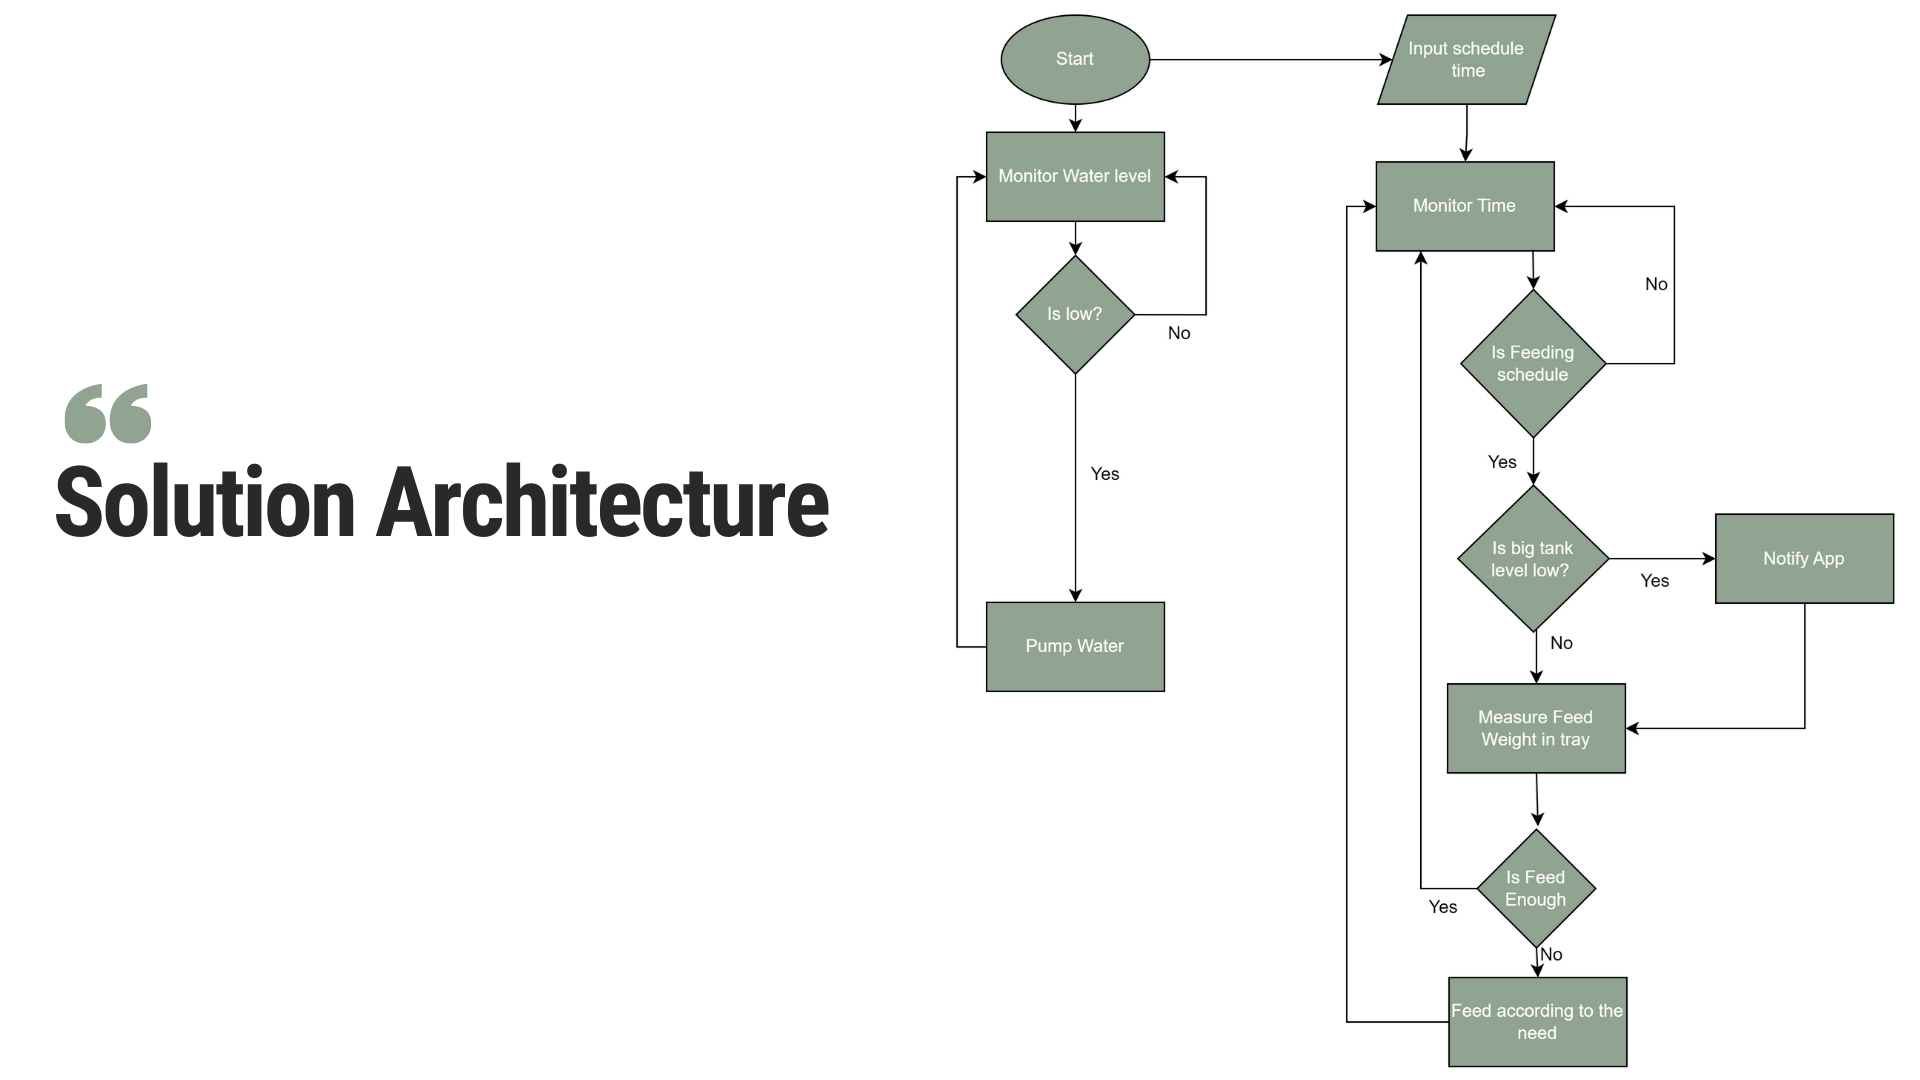 “
Solution Architecture
Start
Input schedule
time
Monitor Water level
Monitor Time
Is low?
No
No
Is Feeding
schedule
Yes
Yes
Is big tank
level low?
Yes
Notify App
No
Pump Water
Measure Feed
Weight in tray
Is Feed
Enough
Yes
No
Feed according to the
need